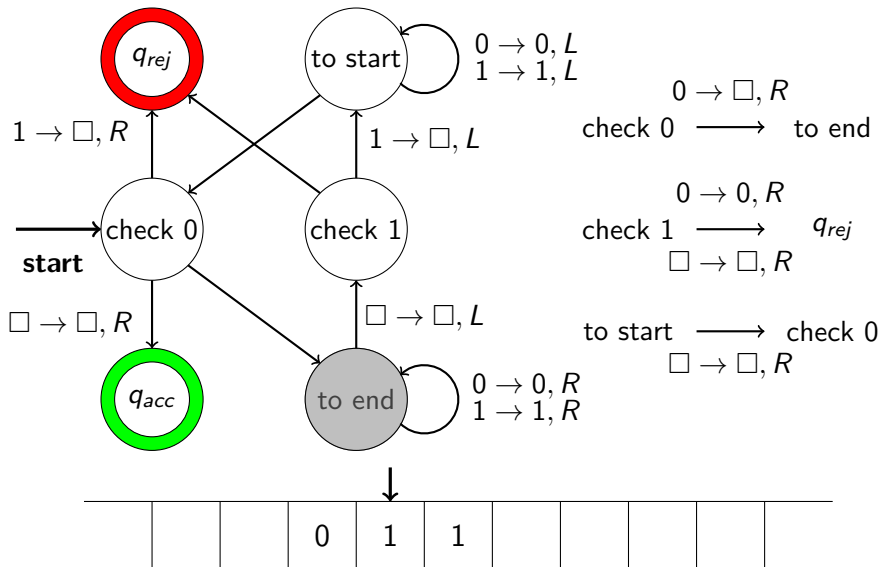 q_rej
to start
0 → 0, L
1 → 1, L
1 → □, R
1 → □, L
check 0
check 1
start
□ → □, R
□ → □, L
q_acc
to end
0 → 0, R
1 → 1, R
0 → □, R
check 0 → to end
0 → 0, R
check 1 → q_rej
□ → □, R
to start → check 0
□ → □, R
0 1 1